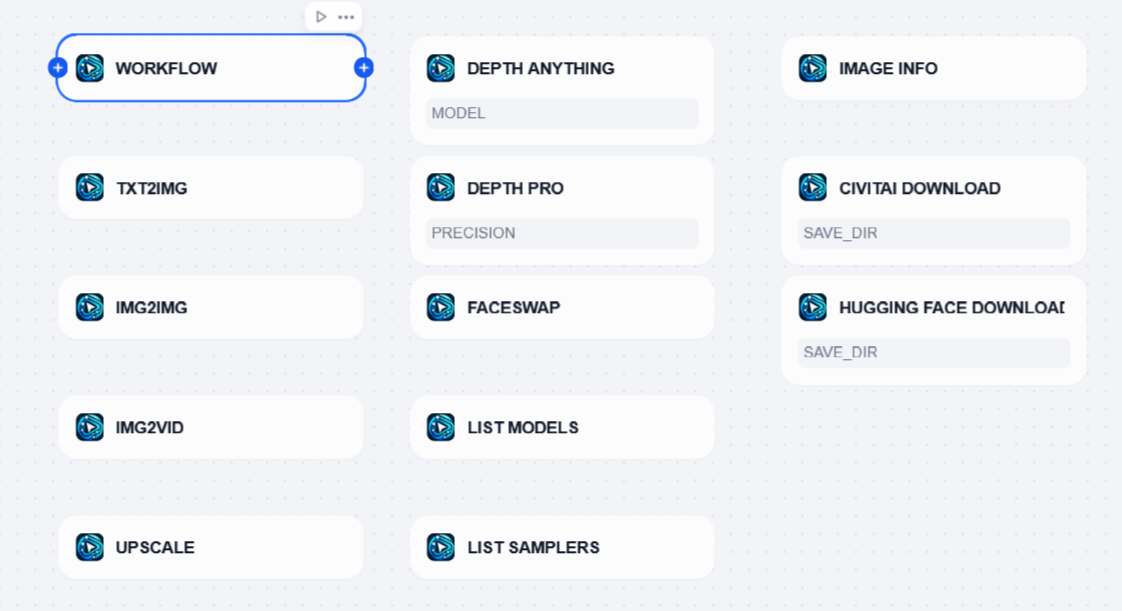 WORKFLOW
TXT2IMG
IMG2IMG
IMG2VID
UPSCALE
DEPTH ANYTHING
MODEL
DEPTH PRO
PRECISION
FACESWAP
LIST MODELS
LIST SAMPLERS
IMAGE INFO
CIVITAI DOWNLOAD
SAVE_DIR
HUGGING FACE DOWNLOAD
SAVE_DIR